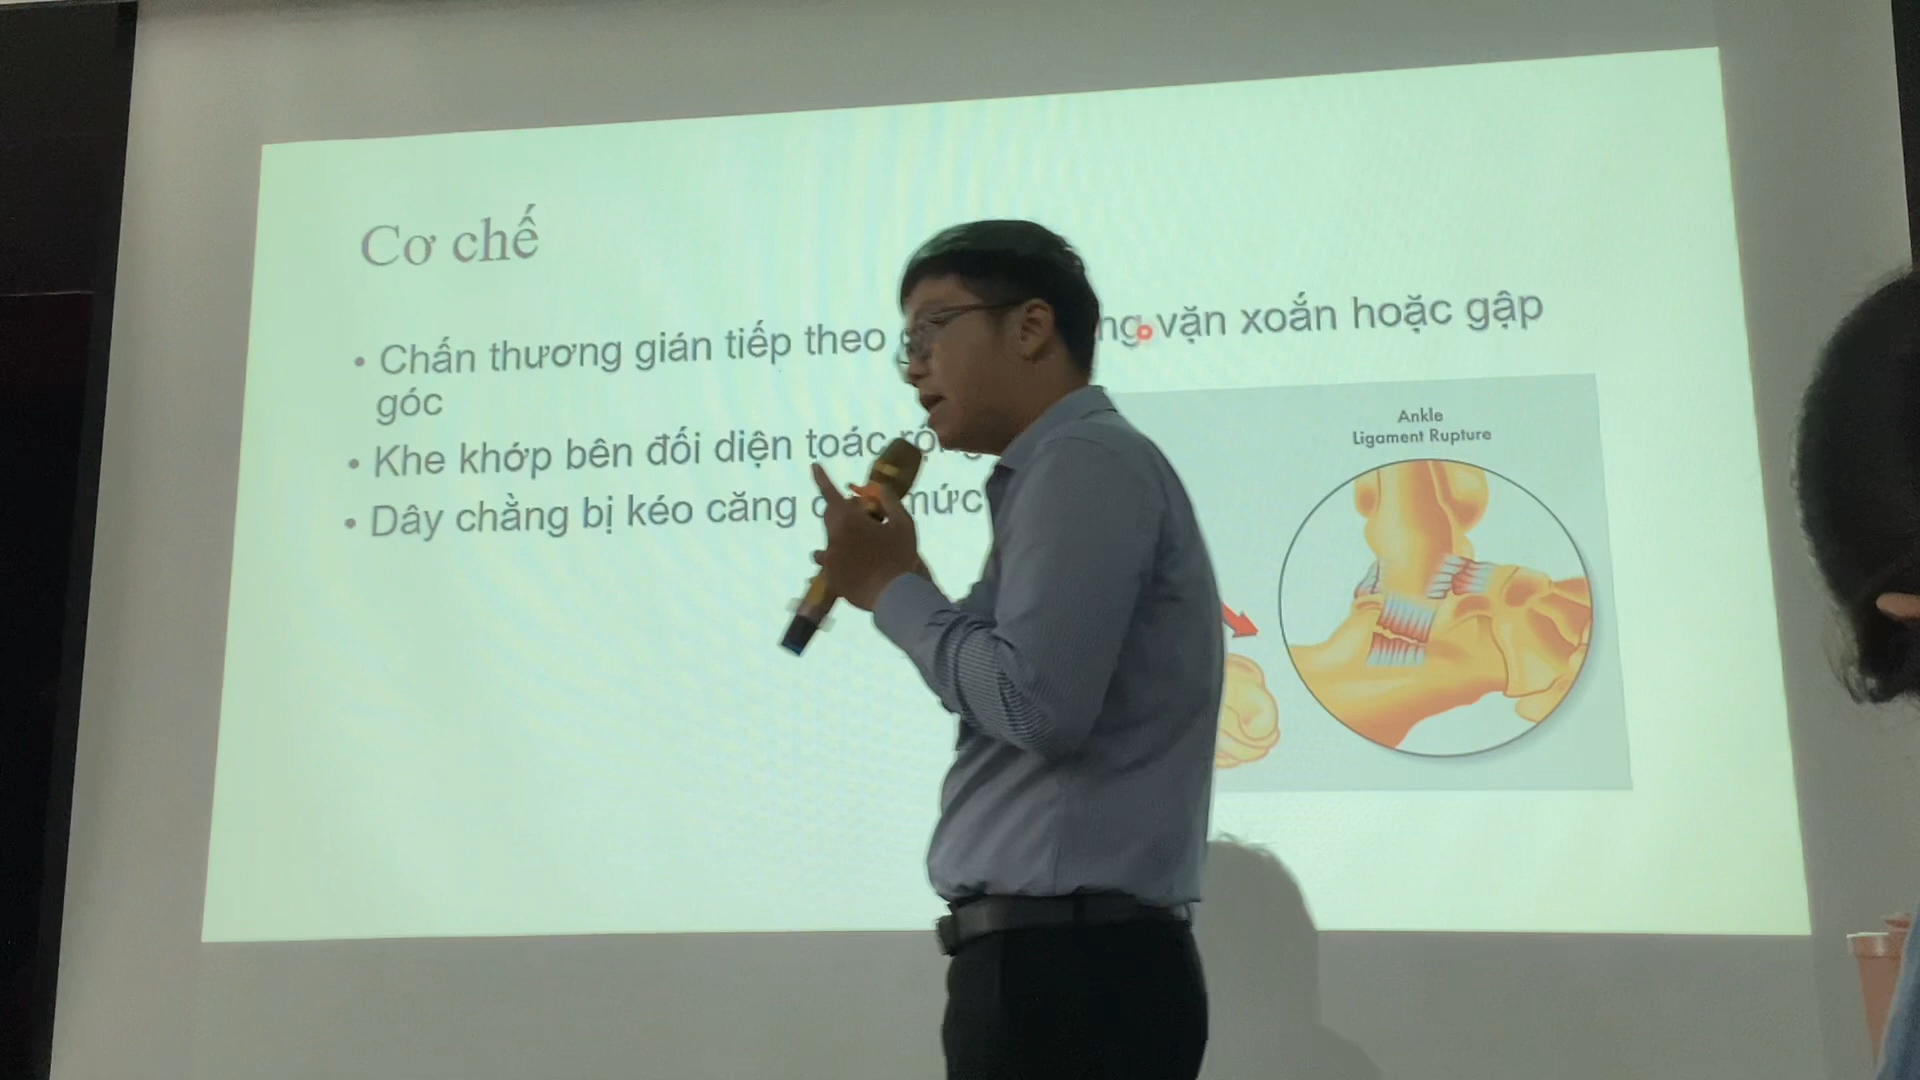 Cơ chế
• Chấn thương gián tiếp theo vặn xoắn hoặc gập
góc
• Khe khớp bên đối diện toác rộng
• Dây chằng bị kéo căng mức
Ankle
Ligament Rupture